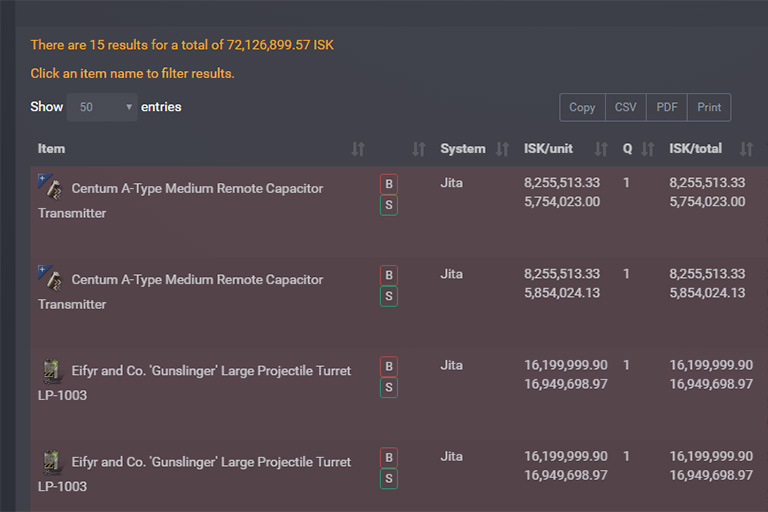 There are 15 results for a total of 72,126,899.57 ISK
Click an item name to filter results.
Show 50 entries
Copy CSV PDF Print
Item System ISK/unit Q ISK/total
Centum A-Type Medium Remote Capacitor B Jita 8,255,513.33 1 8,255,513.33
Transmitter S 5,754,023.00 5,754,023.00
Centum A-Type Medium Remote Capacitor B Jita 8,255,513.33 1 8,255,513.33
Transmitter S 5,854,024.13 5,854,024.13
Eifyr and Co. 'Gunslinger' Large Projectile Turret B Jita 16,199,999.90 1 16,199,999.90
LP-1003 S 16,949,698.97 16,949,698.97
Eifyr and Co. 'Gunslinger' Large Projectile Turret B Jita 16,199,999.90 1 16,199,999.90
LP-1003 S 16,949,698.97 16,949,698.97